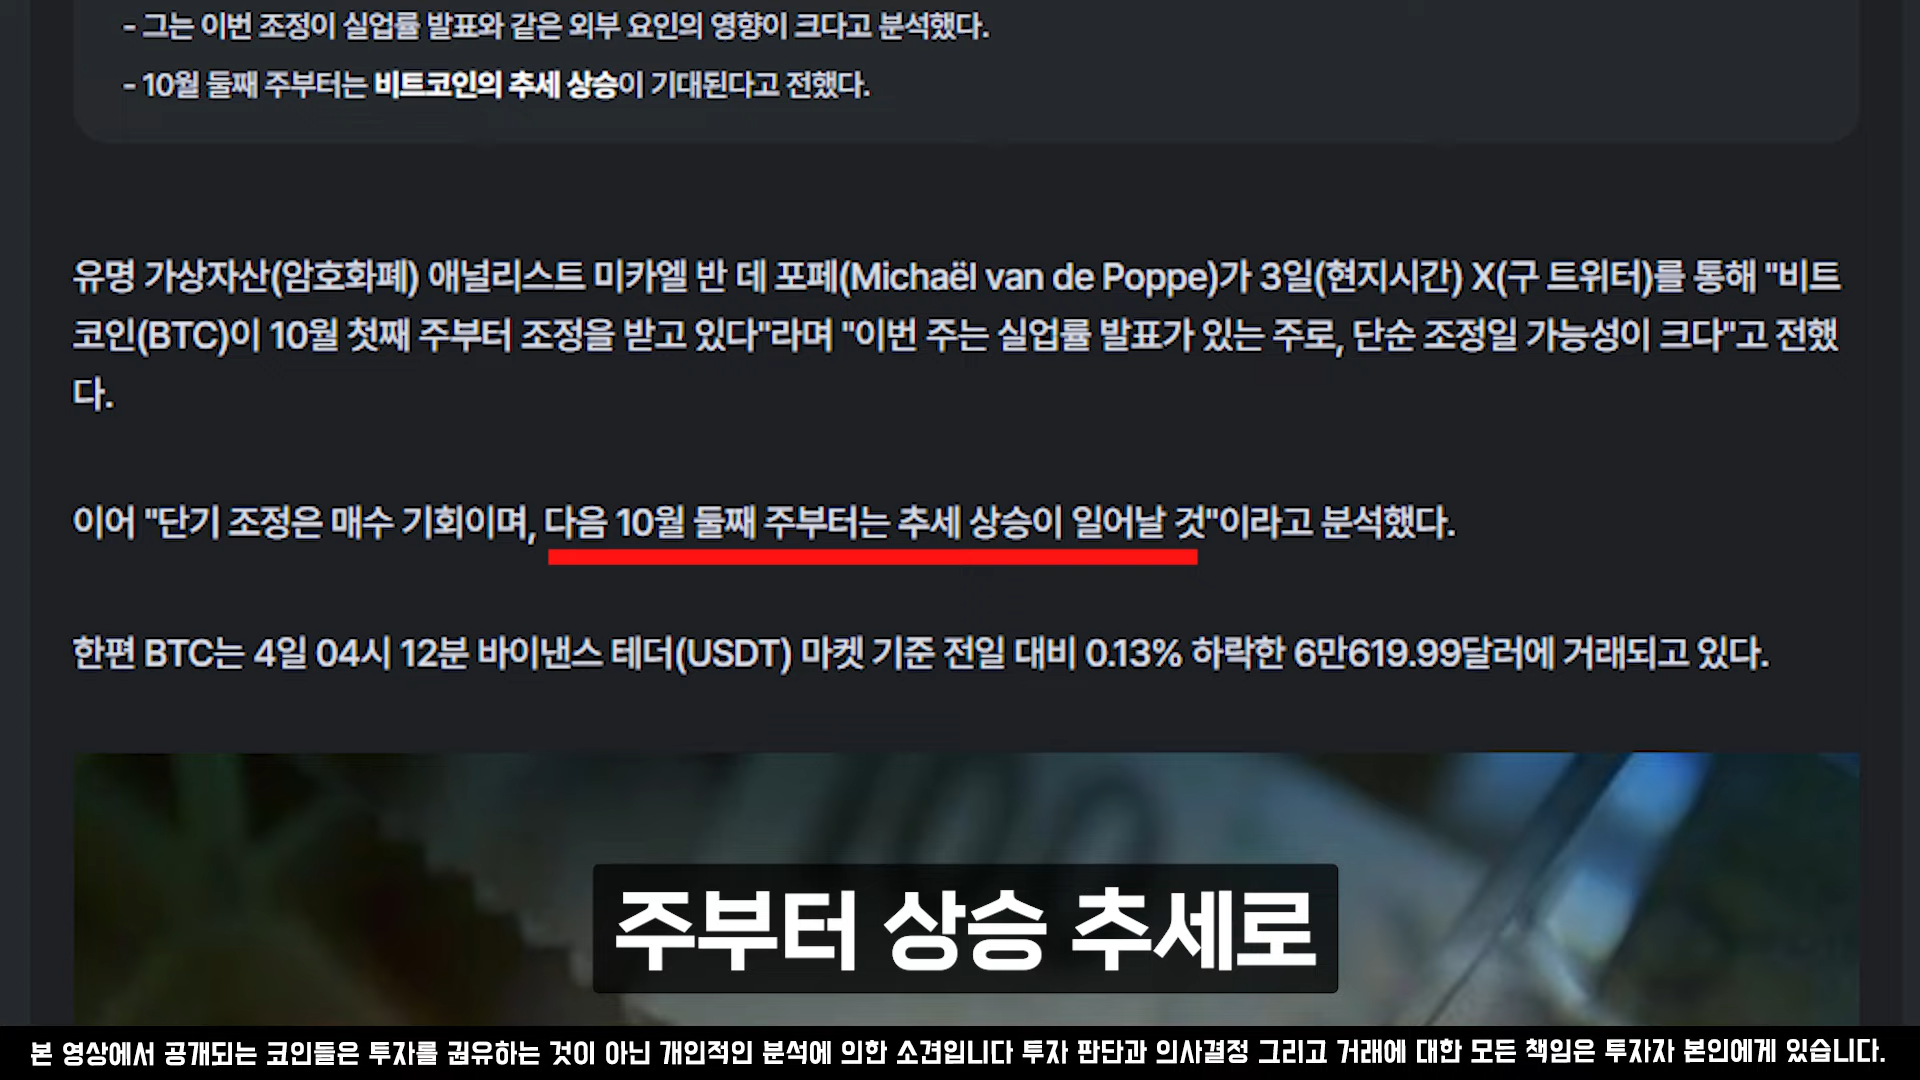 - 그는 이번 조정이 실업률 발표와 같은 외부 요인의 영향이 크다고 분석했다.
- 10월 둘째 주부터는 비트코인의 추세 상승이 기대된다고 전했다.
유명 가상자산(암호화폐) 애널리스트 미카엘 반 데 포페(Michaël van de Poppe)가 3일(현지시간) X(구 트위터)를 통해 "비트
코인(BTC)이 10월 첫째 주부터 조정을 받고 있다"라며 "이번 주는 실업률 발표가 있는 주로, 단순 조정일 가능성이 크다"고 전했
다.
이어 "단기 조정은 매수 기회이며, 다음 10월 둘째 주부터는 추세 상승이 일어날 것"이라고 분석했다.
한편 BTC는 4일 04시 12분 바이낸스 테더(USDT) 마켓 기준 전일 대비 0.13% 하락한 6만619.99달러에 거래되고 있다.
주부터 상승 추세로
본 영상에서 공개되는 코인들은 투자를 권유하는 것이 아닌 개인적인 분석에 의한 소견입니다 투자 판단과 의사결정 그리고 거래에 대한 모든 책임은 투자자 본인에게 있습니다.